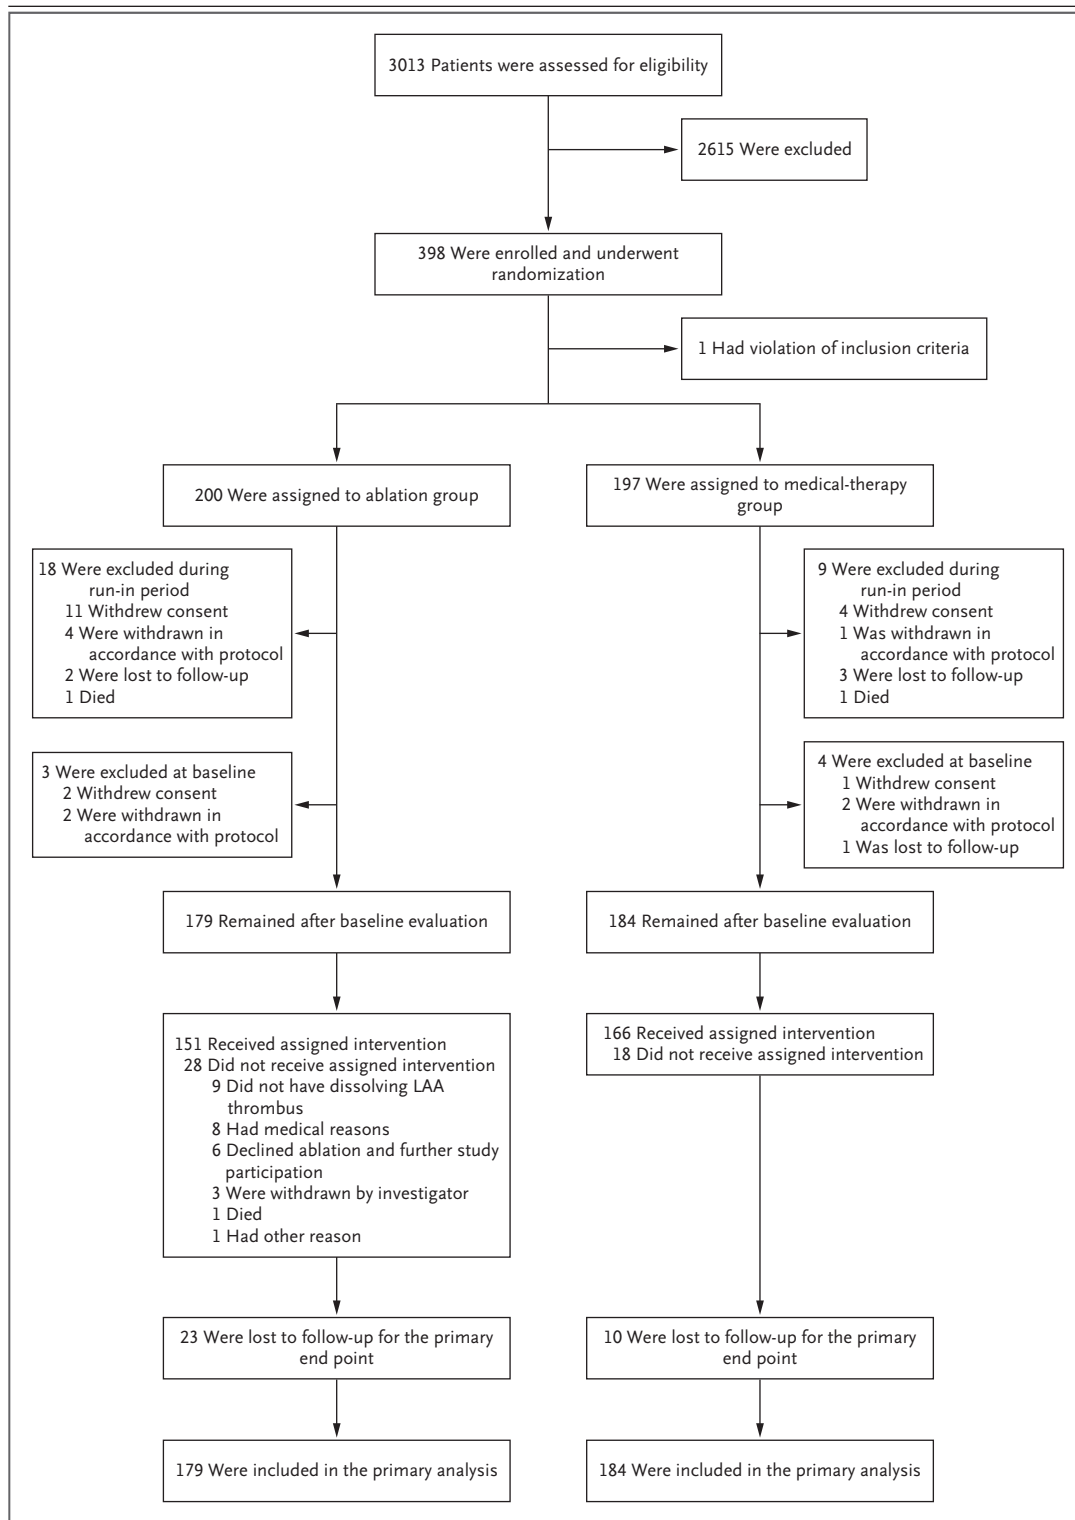 3013 Patients were assessed for eligibility
2615 Were excluded
398 Were enrolled and underwent
randomization
1 Had violation of inclusion criteria
200 Were assigned to ablation group
197 Were assigned to medical-therapy
group
18 Were excluded during
run-in period
11 Withdrew consent
4 Were withdrawn in
accordance with protocol
2 Were lost to follow-up
1 Died
9 Were excluded during
run-in period
4 Withdrew consent
1 Was withdrawn in
accordance with protocol
3 Were lost to follow-up
1 Died
3 Were excluded at baseline
2 Withdrew consent
2 Were withdrawn in
accordance with protocol
4 Were excluded at baseline
1 Withdrew consent
2 Were withdrawn in
accordance with protocol
1 Was lost to follow-up
179 Remained after baseline evaluation
184 Remained after baseline evaluation
151 Received assigned intervention
28 Did not receive assigned intervention
9 Did not have dissolving LAA
thrombus
8 Had medical reasons
6 Declined ablation and further study
participation
3 Were withdrawn by investigator
1 Died
1 Had other reason
166 Received assigned intervention
18 Did not receive assigned intervention
23 Were lost to follow-up for the primary
end point
10 Were lost to follow-up for the primary
end point
179 Were included in the primary analysis
184 Were included in the primary analysis